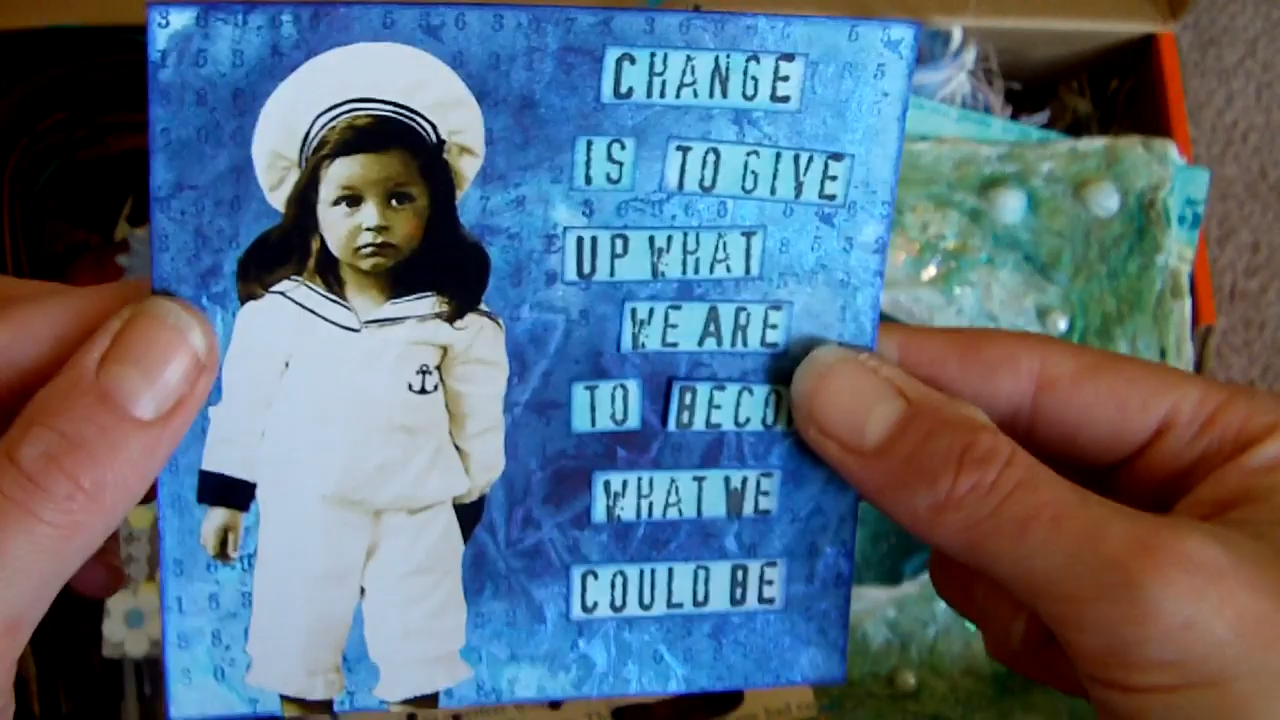 CHANGE
IS TO GIVE
UP WHAT
WE ARE
TO BECO
WHAT WE
COULD BE